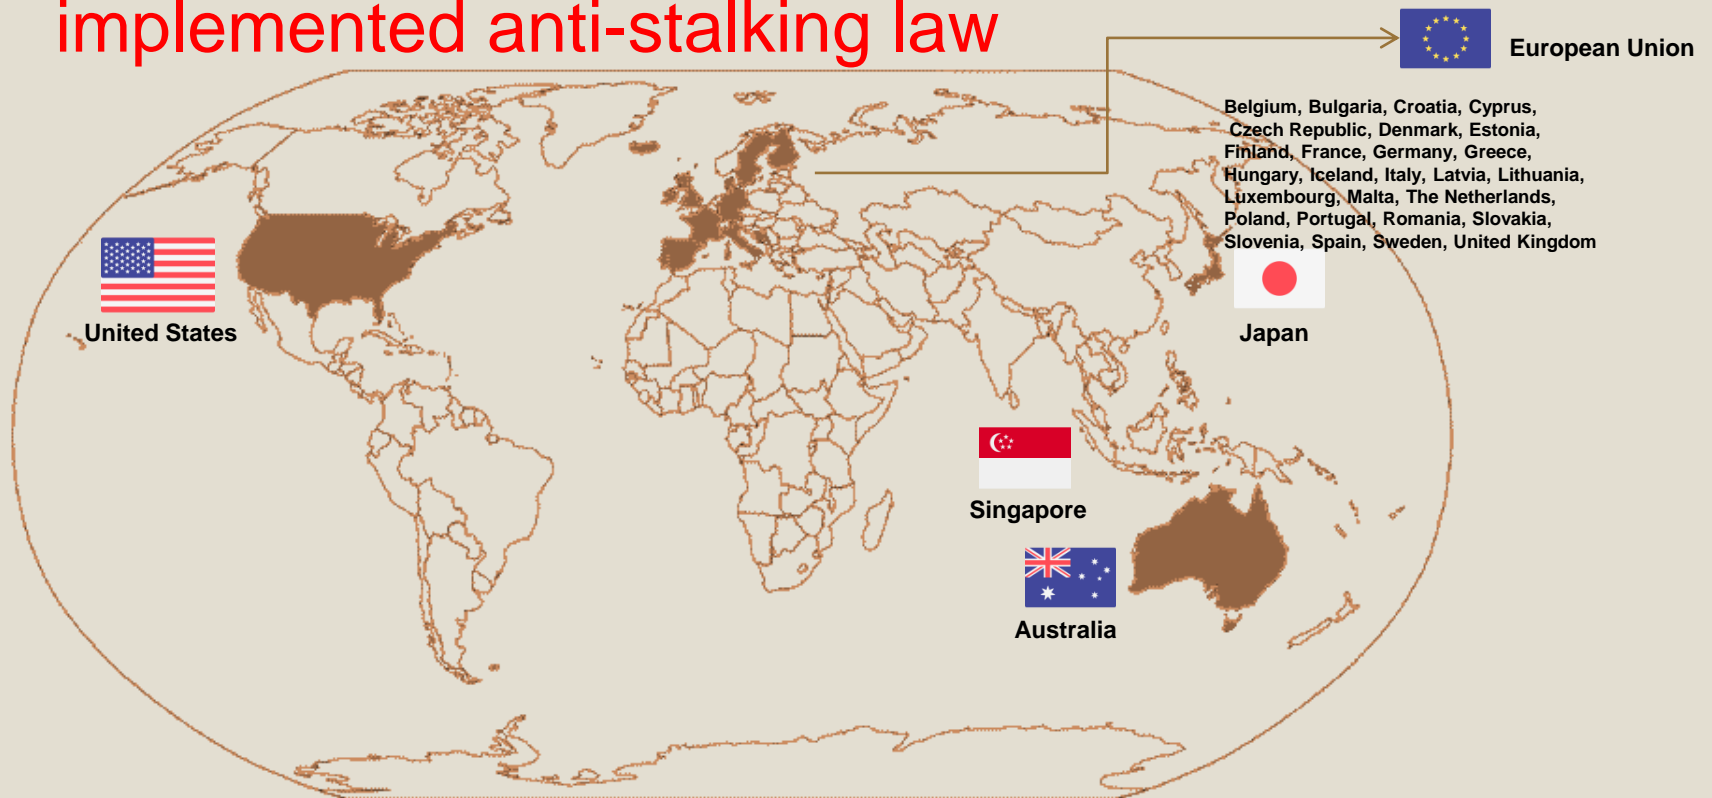 implemented anti-stalking law
European Union
Belgium, Bulgaria, Croatia, Cyprus,
Czech Republic, Denmark, Estonia,
Finland, France, Germany, Greece,
Hungary, Iceland, Italy, Latvia, Lithuania,
Luxembourg, Malta, The Netherlands,
Poland, Portugal, Romania, Slovakia,
Slovenia, Spain, Sweden, United Kingdom
United States
Japan
Singapore
Australia